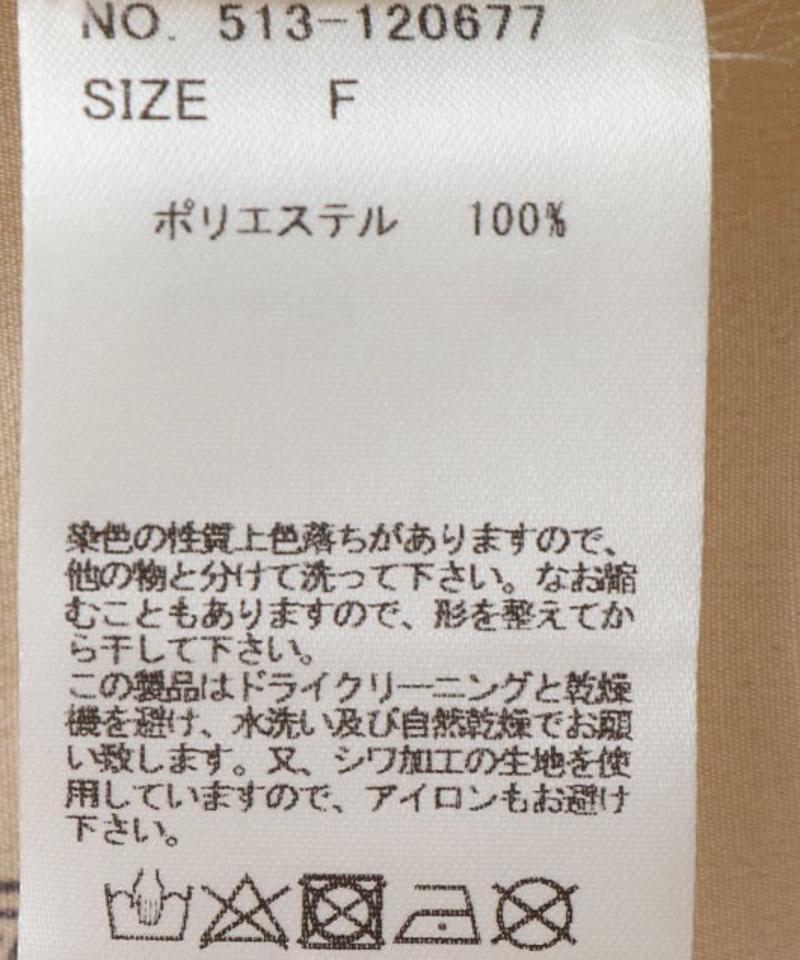 NO. 513-120677
SIZE F
ポリエステル 100%
染色の性質上色落ちがありますので、
他の物と分けて洗って下さい。なお縮
むこともありますので、形を整えてか
ら干して下さい。
この製品はドライクリーニングと乾燥
機を避け、水洗い及び自然乾燥でお願
い致します。又、シワ加工の生地を使
用していますので、アイロンもお避け
下さい。